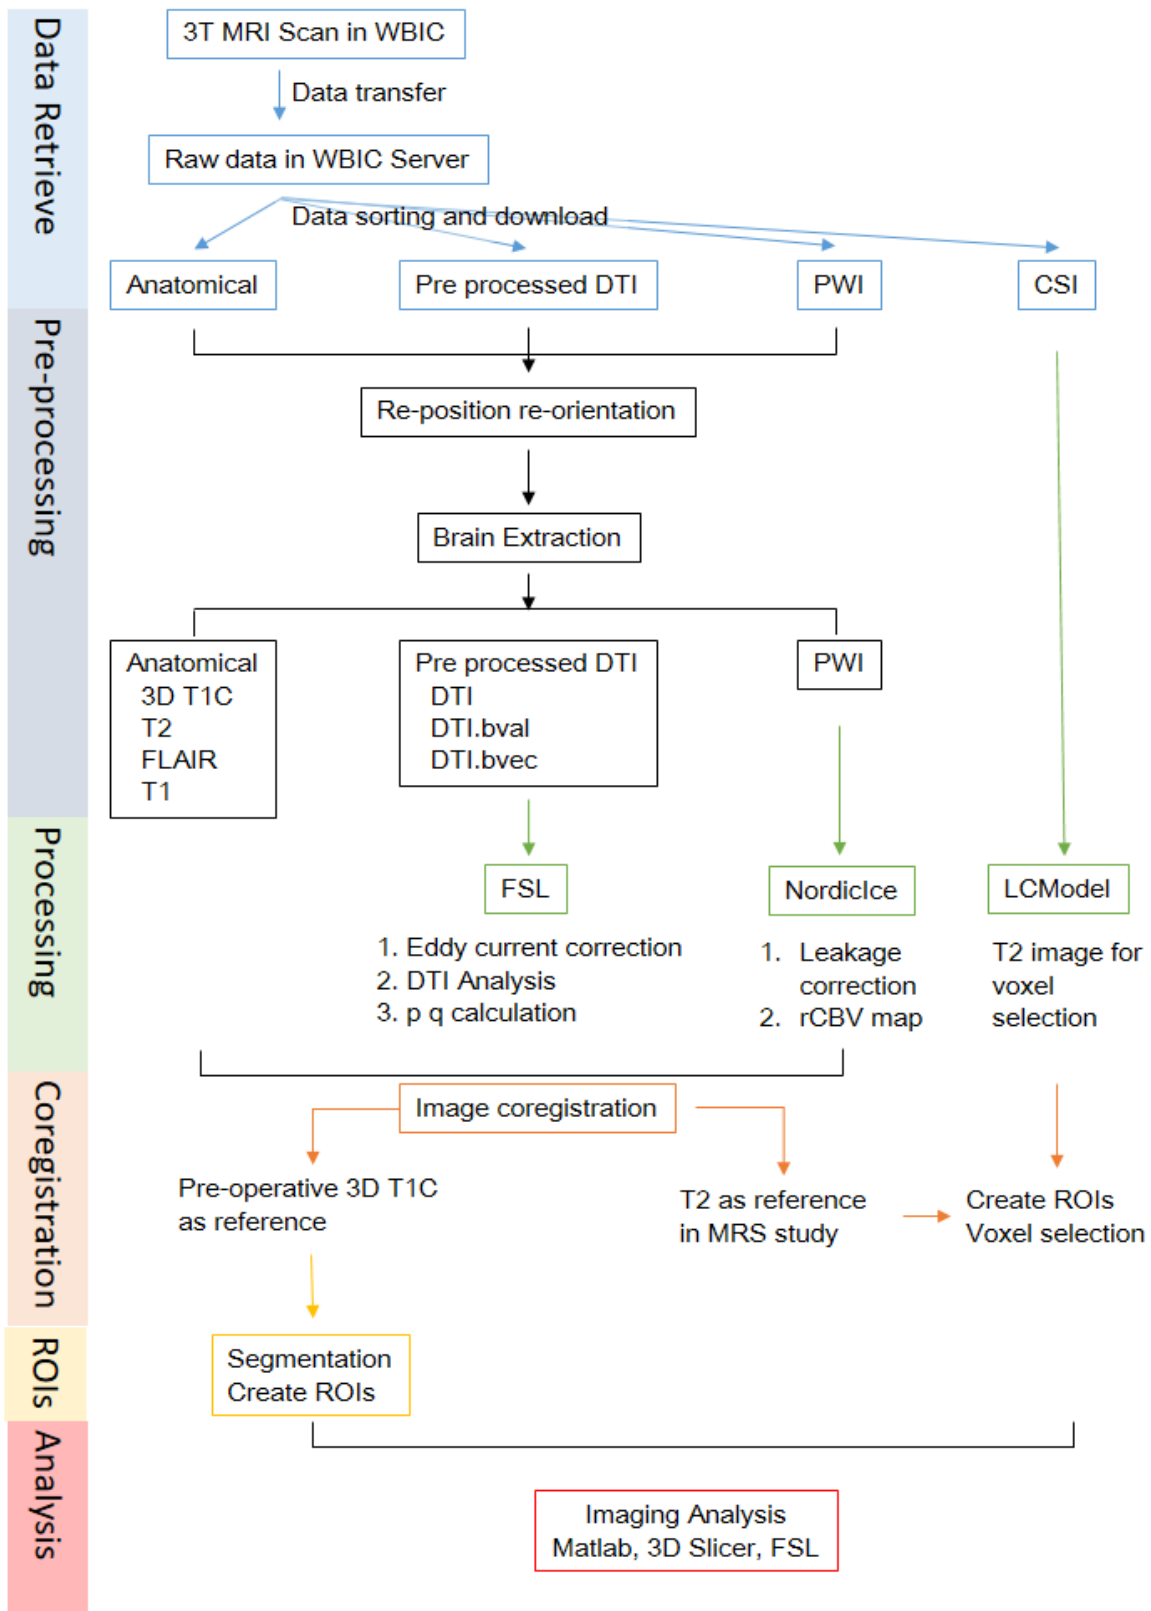 Data Retrieve
3T MRI Scan in WBIC
Data transfer
Raw data in WBIC Server
Data sorting and download
Anatomical
Pre processed DTI
PWI
CSI
Pre-processing
Re-position re-orientation
Brain Extraction
Anatomical
3D T1C
T2
FLAIR
T1
Pre processed DTI
DTI
DTI.bval
DTI.bvec
PWI
Processing
FSL
1. Eddy current correction
2. DTI Analysis
3. p q calculation
NordicIce
1. Leakage
correction
2. rCBV map
LCModel
T2 image for
voxel
selection
Coregistration
Image coregistration
Pre-operative 3D T1C
as reference
T2 as reference
in MRS study
Create ROIs
Voxel selection
ROIs
Segmentation
Create ROIs
Analysis
Imaging Analysis
Matlab, 3D Slicer, FSL